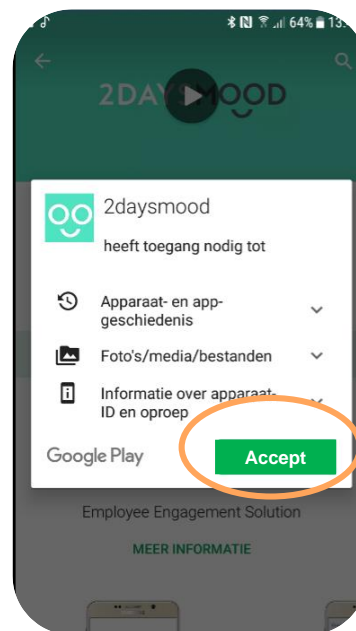 64% 13:
2DAYSMOOD
2daysmood
heeft toegang nodig tot
Apparaat- en app-
geschiedenis
Foto's/media/bestanden
Informatie over apparaat-
ID en oproep
Google Play
Accept
Employee Engagement Solution
MEER INFORMATIE